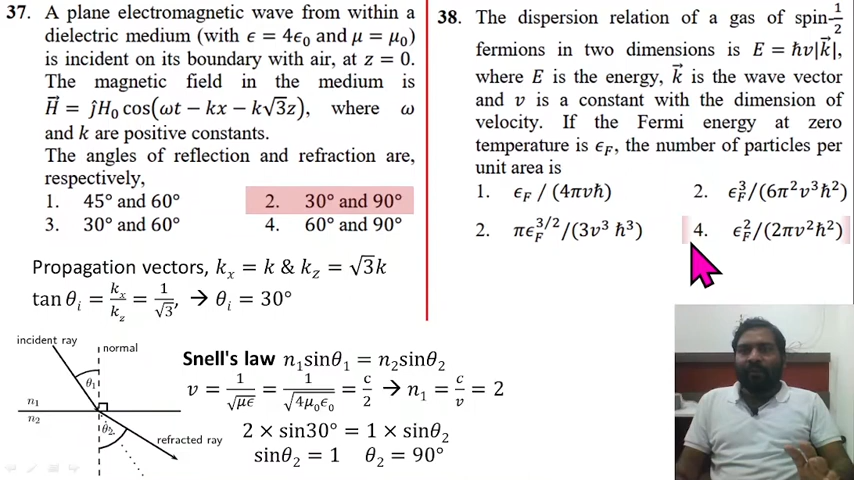 37. A plane electromagnetic wave from within a
dielectric medium (with ϵ = 4ϵ₀ and μ = μ₀)
is incident on its boundary with air, at z = 0.
The magnetic field in the medium is
H⃗ = ĵH₀ cos(ωt − kx − k√3z), where ω
and k are positive constants.
The angles of reflection and refraction are,
respectively,
1. 45° and 60° 2. 30° and 90°
3. 30° and 60° 4. 60° and 90°
Propagation vectors, kₓ = k & k_z = √3k
tan θᵢ = kₓ/k_z = 1/√3, → θᵢ = 30°
incident ray
normal
θ₁
n₁
n₂
θ₂
refracted ray
Snell's law n₁sinθ₁ = n₂sinθ₂
v = 1/√με = 1/√4μ₀ϵ₀ = c/2 → n₁ = c/v = 2
2 × sin30° = 1 × sinθ₂
sinθ₂ = 1 θ₂ = 90°
38. The dispersion relation of a gas of spin-1/2
fermions in two dimensions is E = ℏv|k⃗|,
where E is the energy, k⃗ is the wave vector
and v is a constant with the dimension of
velocity. If the Fermi energy at zero
temperature is ϵ_F, the number of particles per
unit area is
1. ϵ_F / (4πvℏ) 2. ϵ_F³/(6π²v³ℏ²)
2. πϵ_F^3/2/(3v³ ℏ³) 4. ϵ_F²/(2πv²ℏ²)